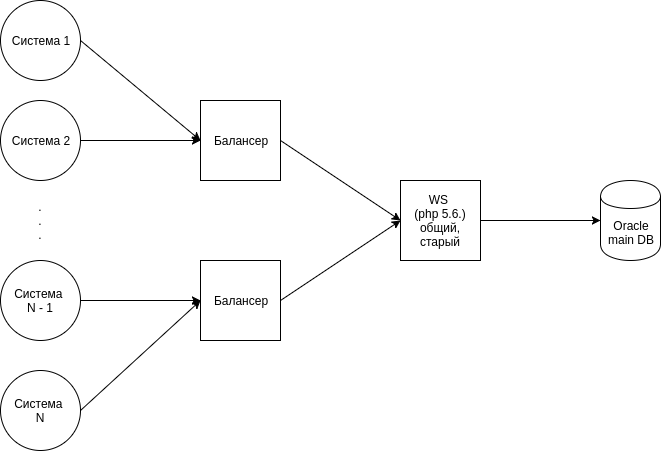 Система 1
Система 2
.
.
.
Система
N - 1
Система
N
Балансер
Балансер
WS
(php 5.6.)
общий,
старый
Oracle
main DB